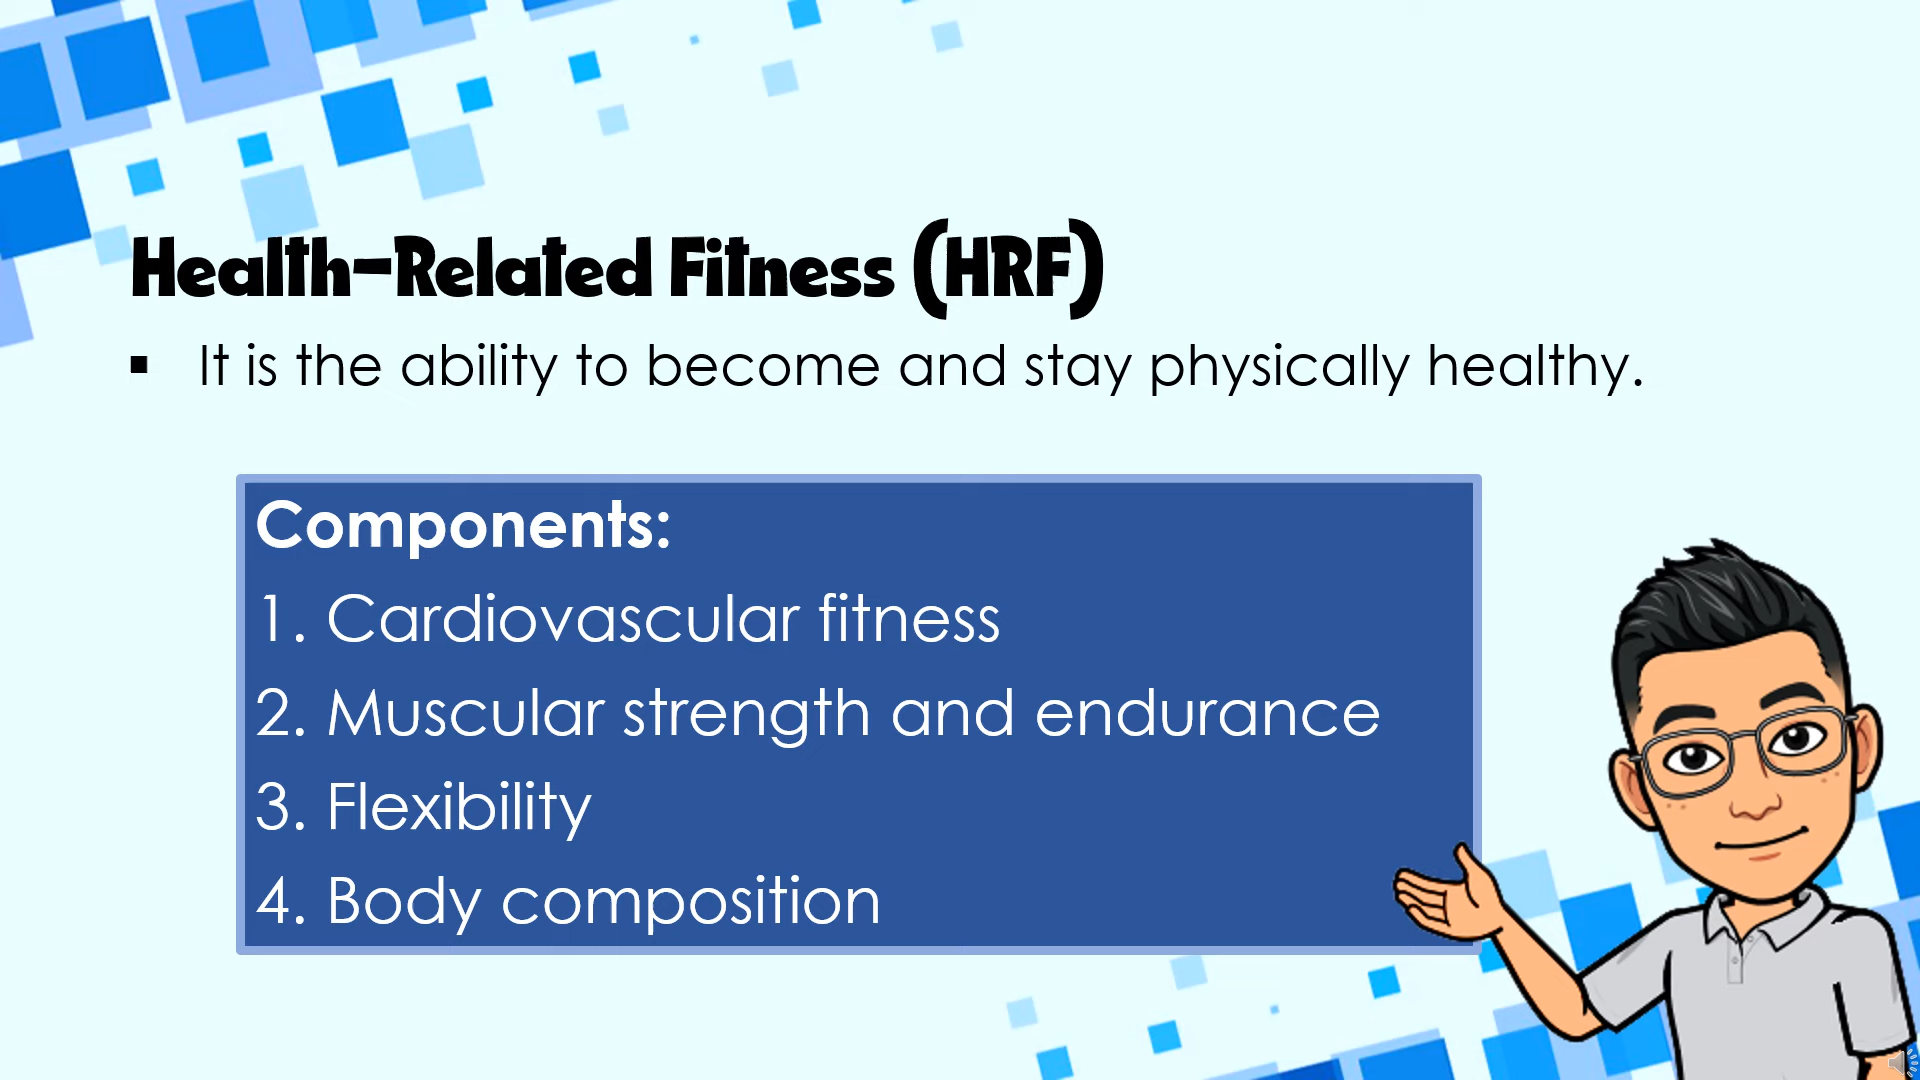 Health-Related Fitness (HRF)
▪ It is the ability to become and stay physically healthy.
Components:
1. Cardiovascular fitness
2. Muscular strength and endurance
3. Flexibility
4. Body composition